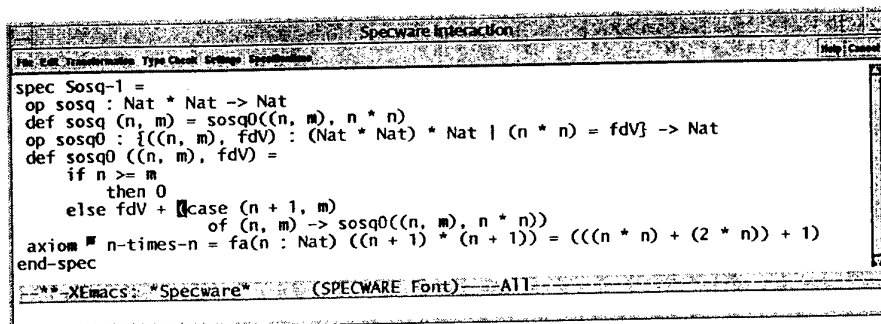 Specware Interaction
File Edit Transformation Type Check Settings Specifications Help Cancel
spec Sosq-1 =
op sosq : Nat * Nat -> Nat
def sosq (n, m) = sosq0((n, m), n * n)
op sosq0 : {((n, m), fdV) : (Nat * Nat) * Nat | (n * n) = fdV} -> Nat
def sosq0 ((n, m), fdV) =
if n >= m
then 0
else fdV + (case (n + 1, m)
of (n, m) -> sosq0((n, m), n * n))
axiom n-times-n = fa(n : Nat) ((n + 1) * (n + 1)) = (((n * n) + (2 * n)) + 1)
end-spec
--**-XEmacs: *Specware* (SPECWARE Font)----All----